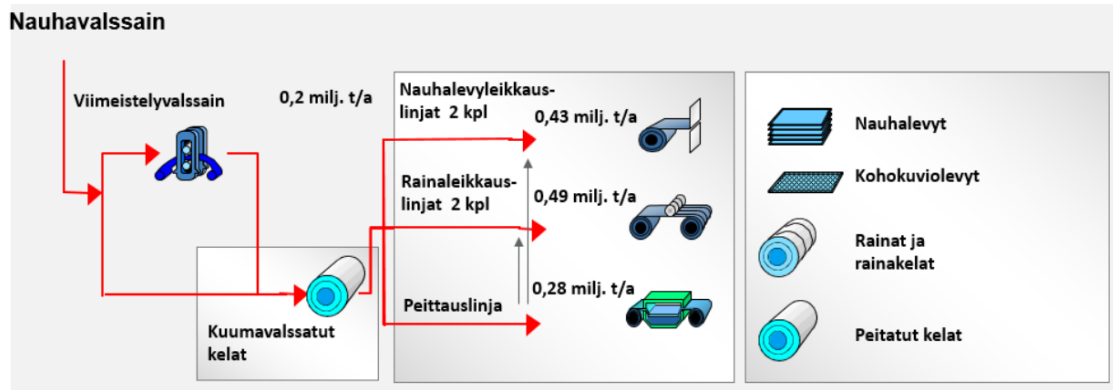 Nauhavalssain
Viimeistelyvalssain
0,2 milj. t/a
Nauhalevyleikkaus-
linjat 2 kpl
0,43 milj. t/a
Rainaleikkaus-
linjat 2 kpl
0,49 milj. t/a
Peittauslinja
0,28 milj. t/a
Kuumavalssatut
kelat
Nauhalevyt
Kohokuviolevyt
Rainat ja
rainakelat
Peitatut kelat